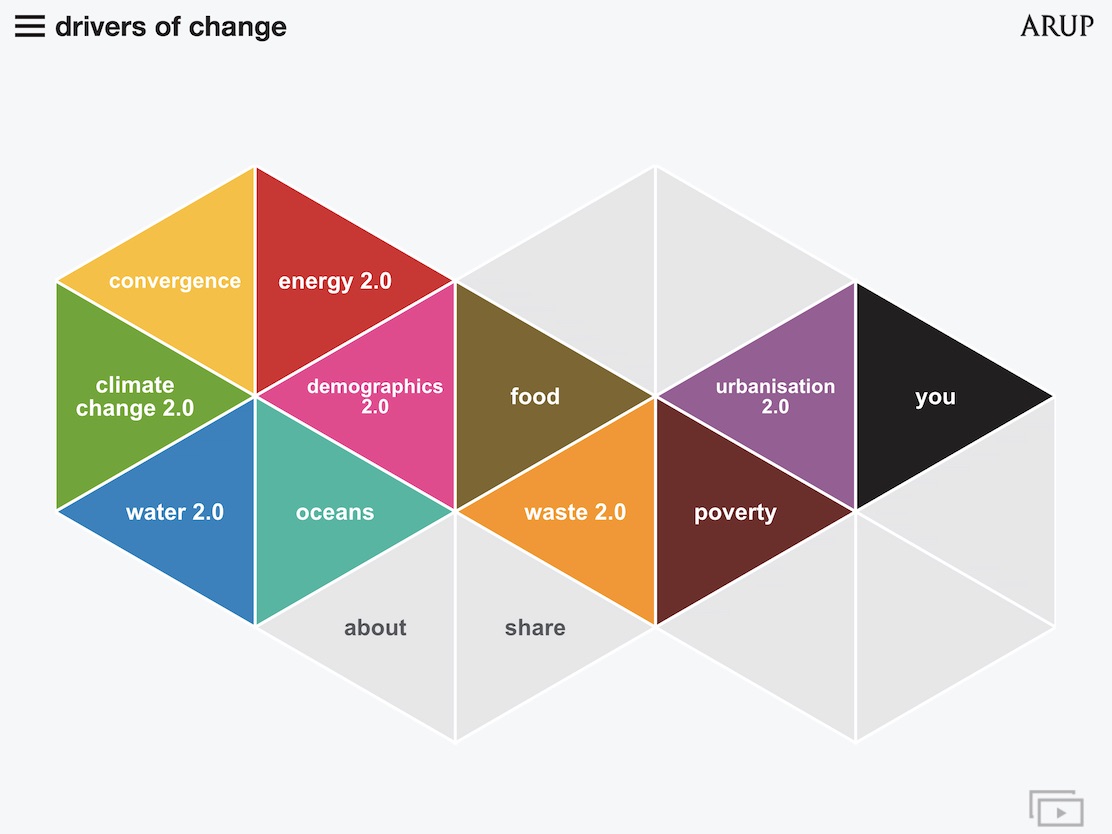 drivers of change
ARUP
convergence
energy 2.0
climate
change 2.0
demographics
2.0
food
urbanisation
2.0
you
water 2.0
oceans
waste 2.0
poverty
about
share